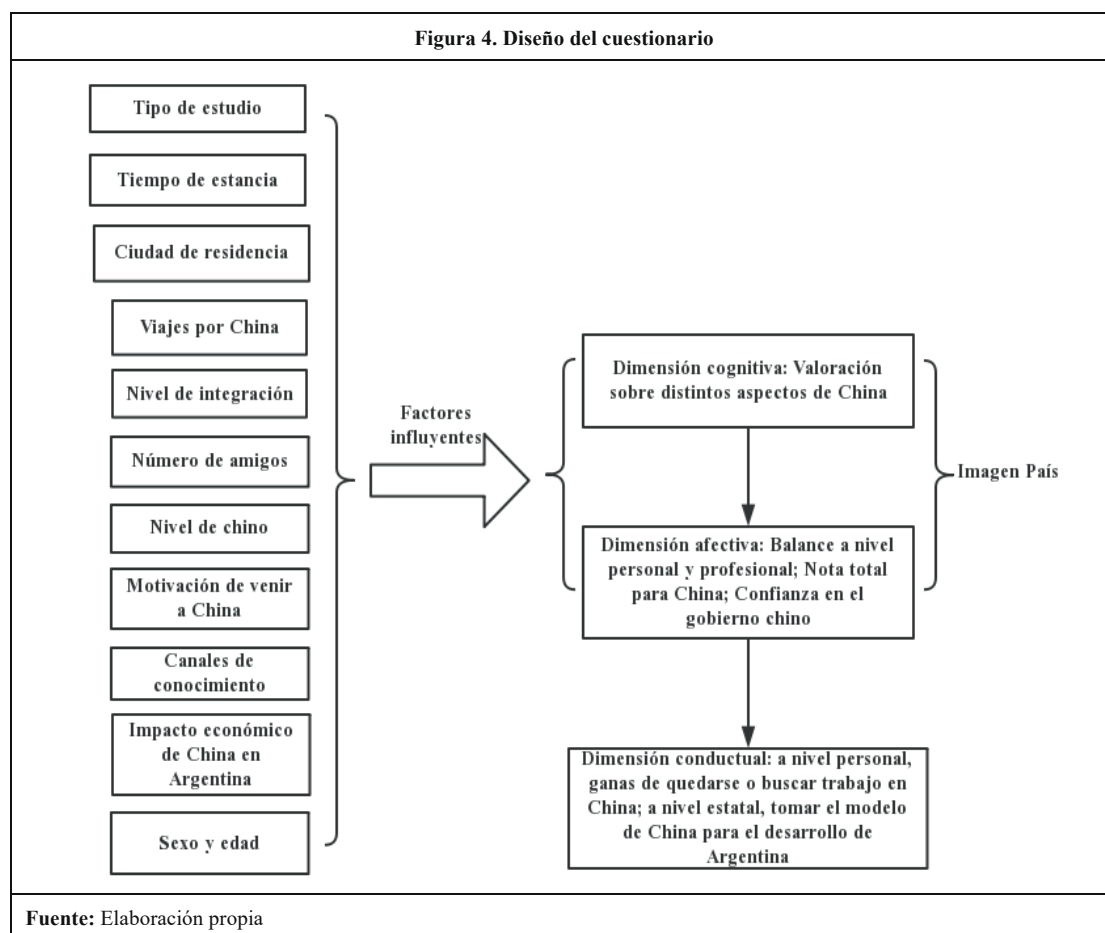 Figura 4. Diseño del cuestionario
Tipo de estudio
Tiempo de estancia
Ciudad de residencia
Viajes por China
Nivel de integración
Número de amigos
Nivel de chino
Motivación de venir
a China
Canales de
conocimiento
Impacto económico
de China en
Argentina
Sexo y edad
Factores
influyentes
Dimensión cognitiva: Valoración
sobre distintos aspectos de China
Dimensión afectiva: Balance a nivel
personal y profesional; Nota total
para China; Confianza en el
gobierno chino
Imagen País
Dimensión conductual: a nivel personal,
ganas de quedarse o buscar trabajo en
China; a nivel estatal, tomar el modelo
de China para el desarrollo de
Argentina
Fuente: Elaboración propia